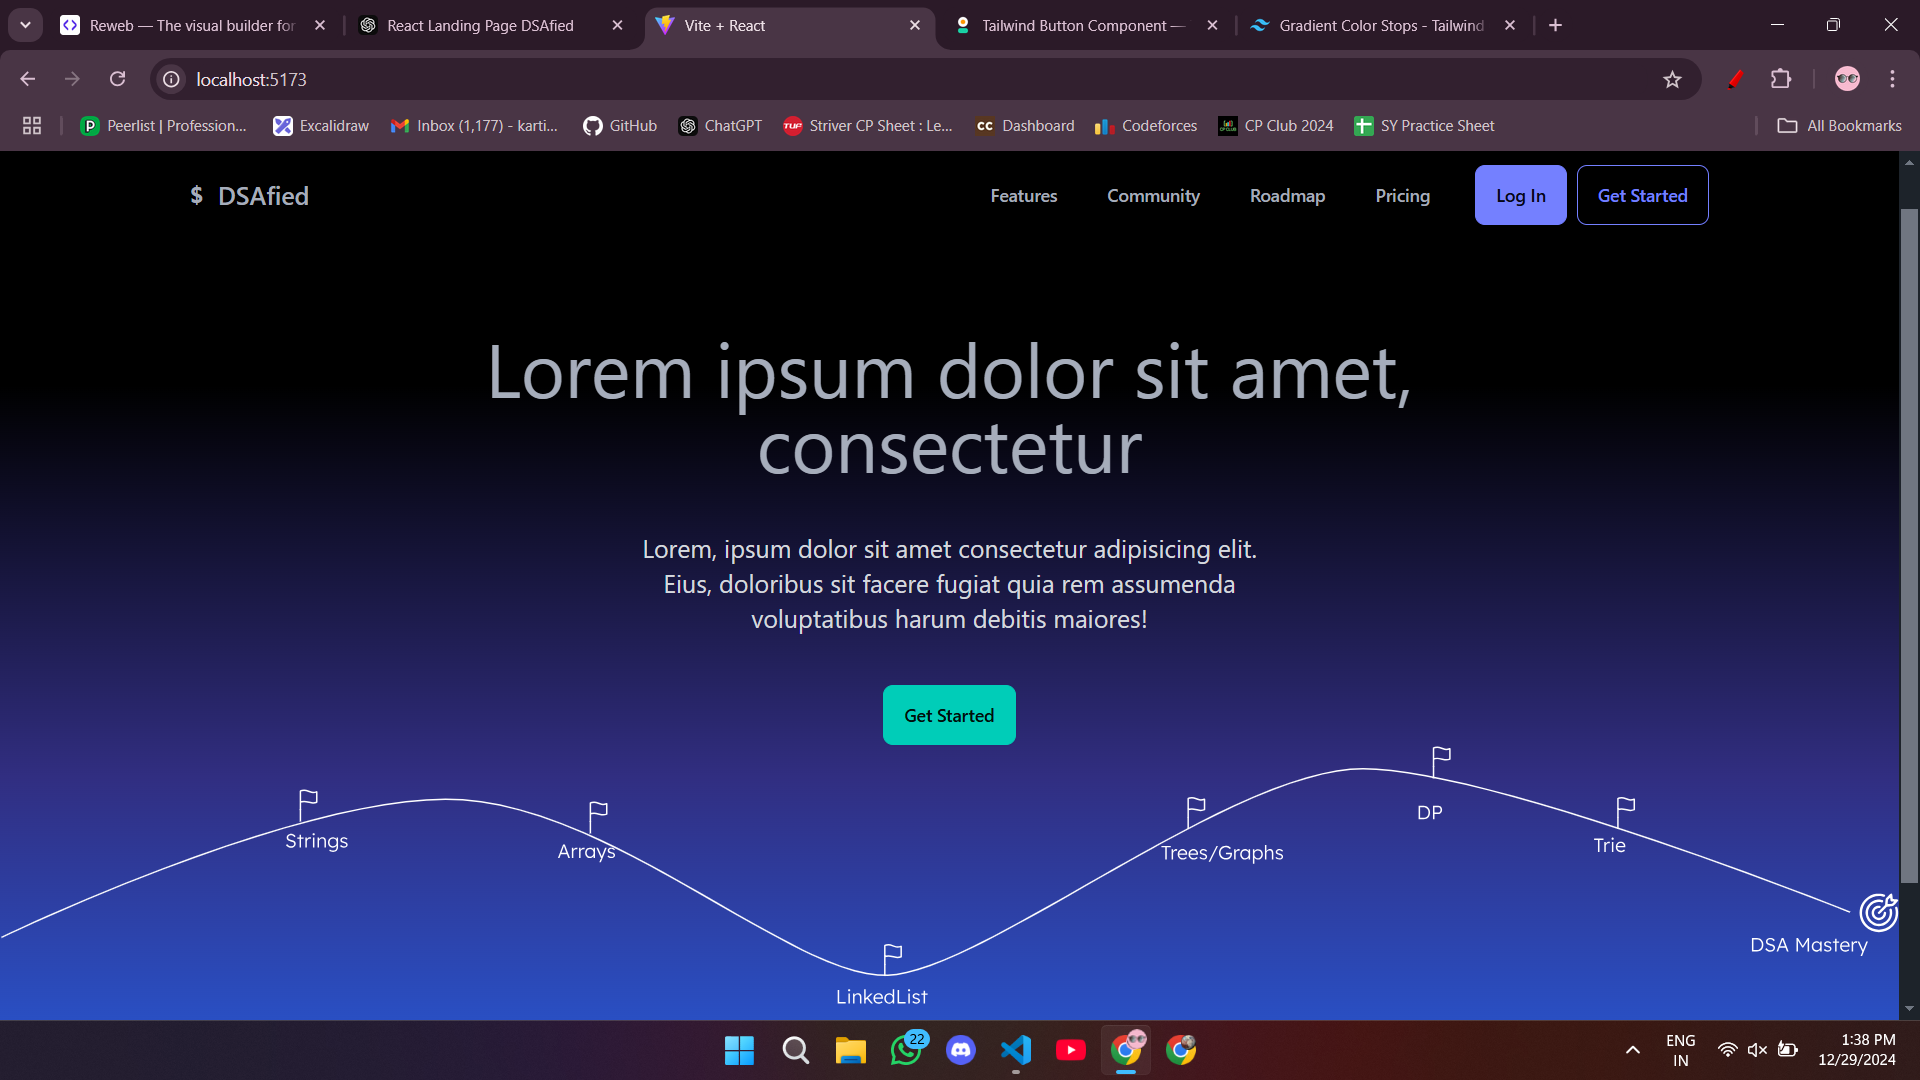 Reweb — The visual builder for
React Landing Page DSAfied
Vite + React
Tailwind Button Component —
Gradient Color Stops - Tailwind
localhost:5173
Peerlist | Profession...
Excalidraw
Inbox (1,177) - karti...
GitHub
ChatGPT
TUF
Striver CP Sheet : Le...
CC
Dashboard
Codeforces
CP Club 2024
SY Practice Sheet
All Bookmarks
$ DSAfied
Features
Community
Roadmap
Pricing
Log In
Get Started
Lorem ipsum dolor sit amet,
consectetur
Lorem, ipsum dolor sit amet consectetur adipisicing elit.
Eius, doloribus sit facere fugiat quia rem assumenda
voluptatibus harum debitis maiores!
Get Started
Strings
Arrays
LinkedList
Trees/Graphs
DP
Trie
DSA Mastery
22
ENG
IN
1:38 PM
12/29/2024